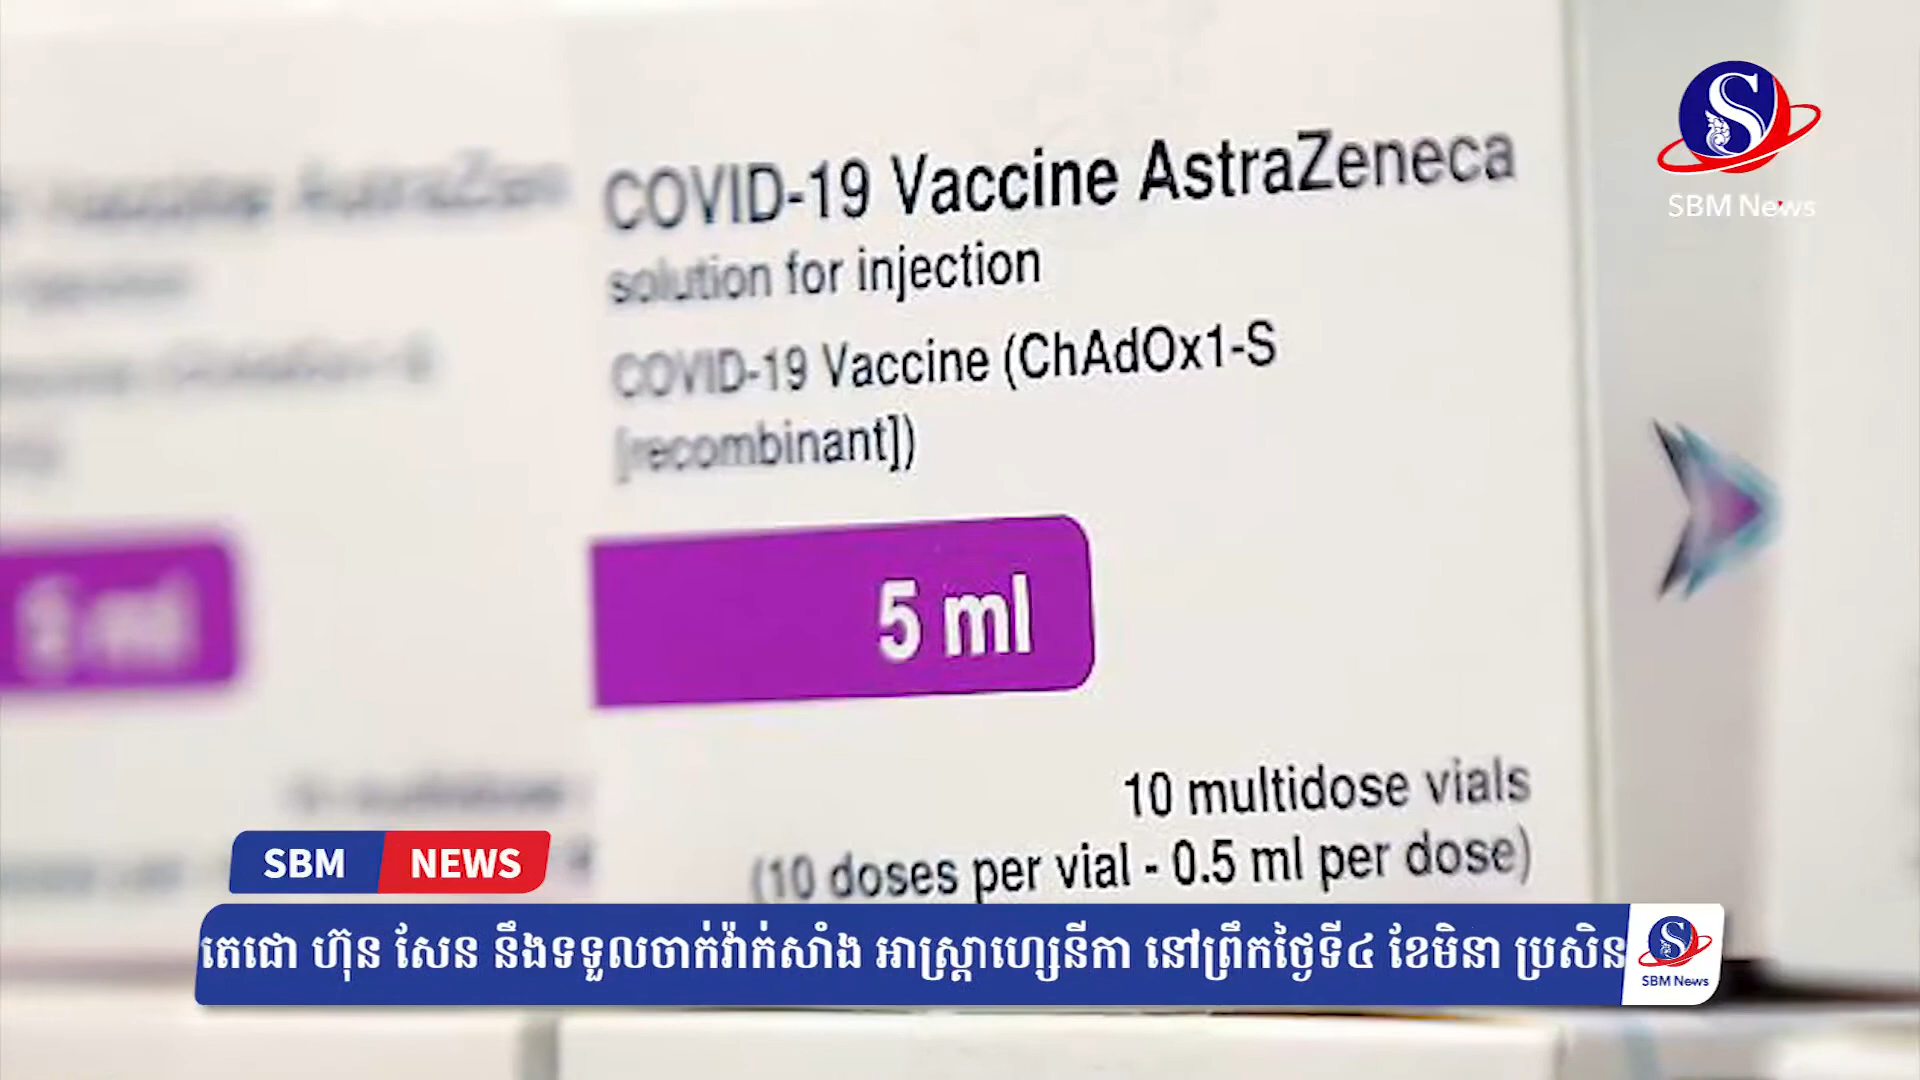 SBM News
COVID-19 Vaccine AstraZeneca
solution for injection
COVID-19 Vaccine (ChAdOx1-S
[recombinant])
5 ml
5 ml
10 multidose vials
(10 doses per vial - 0.5 ml per dose)
SBM NEWS
តេជោ ហ៊ុន សែន នឹងទទួលចាក់វ៉ាក់សាំង អាស្ត្រាហ្សេនីកា នៅព្រឹកថ្ងៃទី៤ ខែមិនា ប្រសិន
SBM News